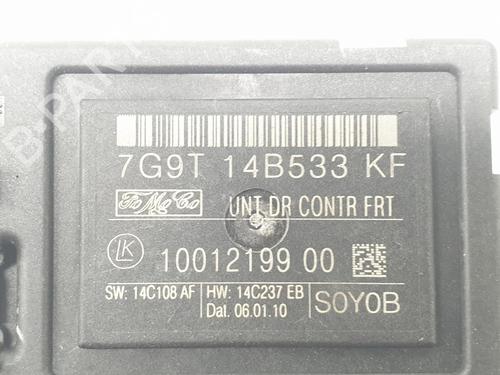 7G9T 14B533 KF
FoMoCo UNT DR CONTR FRT
LK 10012199 00
SW: 14C108 AF HW: 14C237 EB
Dal. 06.01.10 S0Y0B
B-PARTS